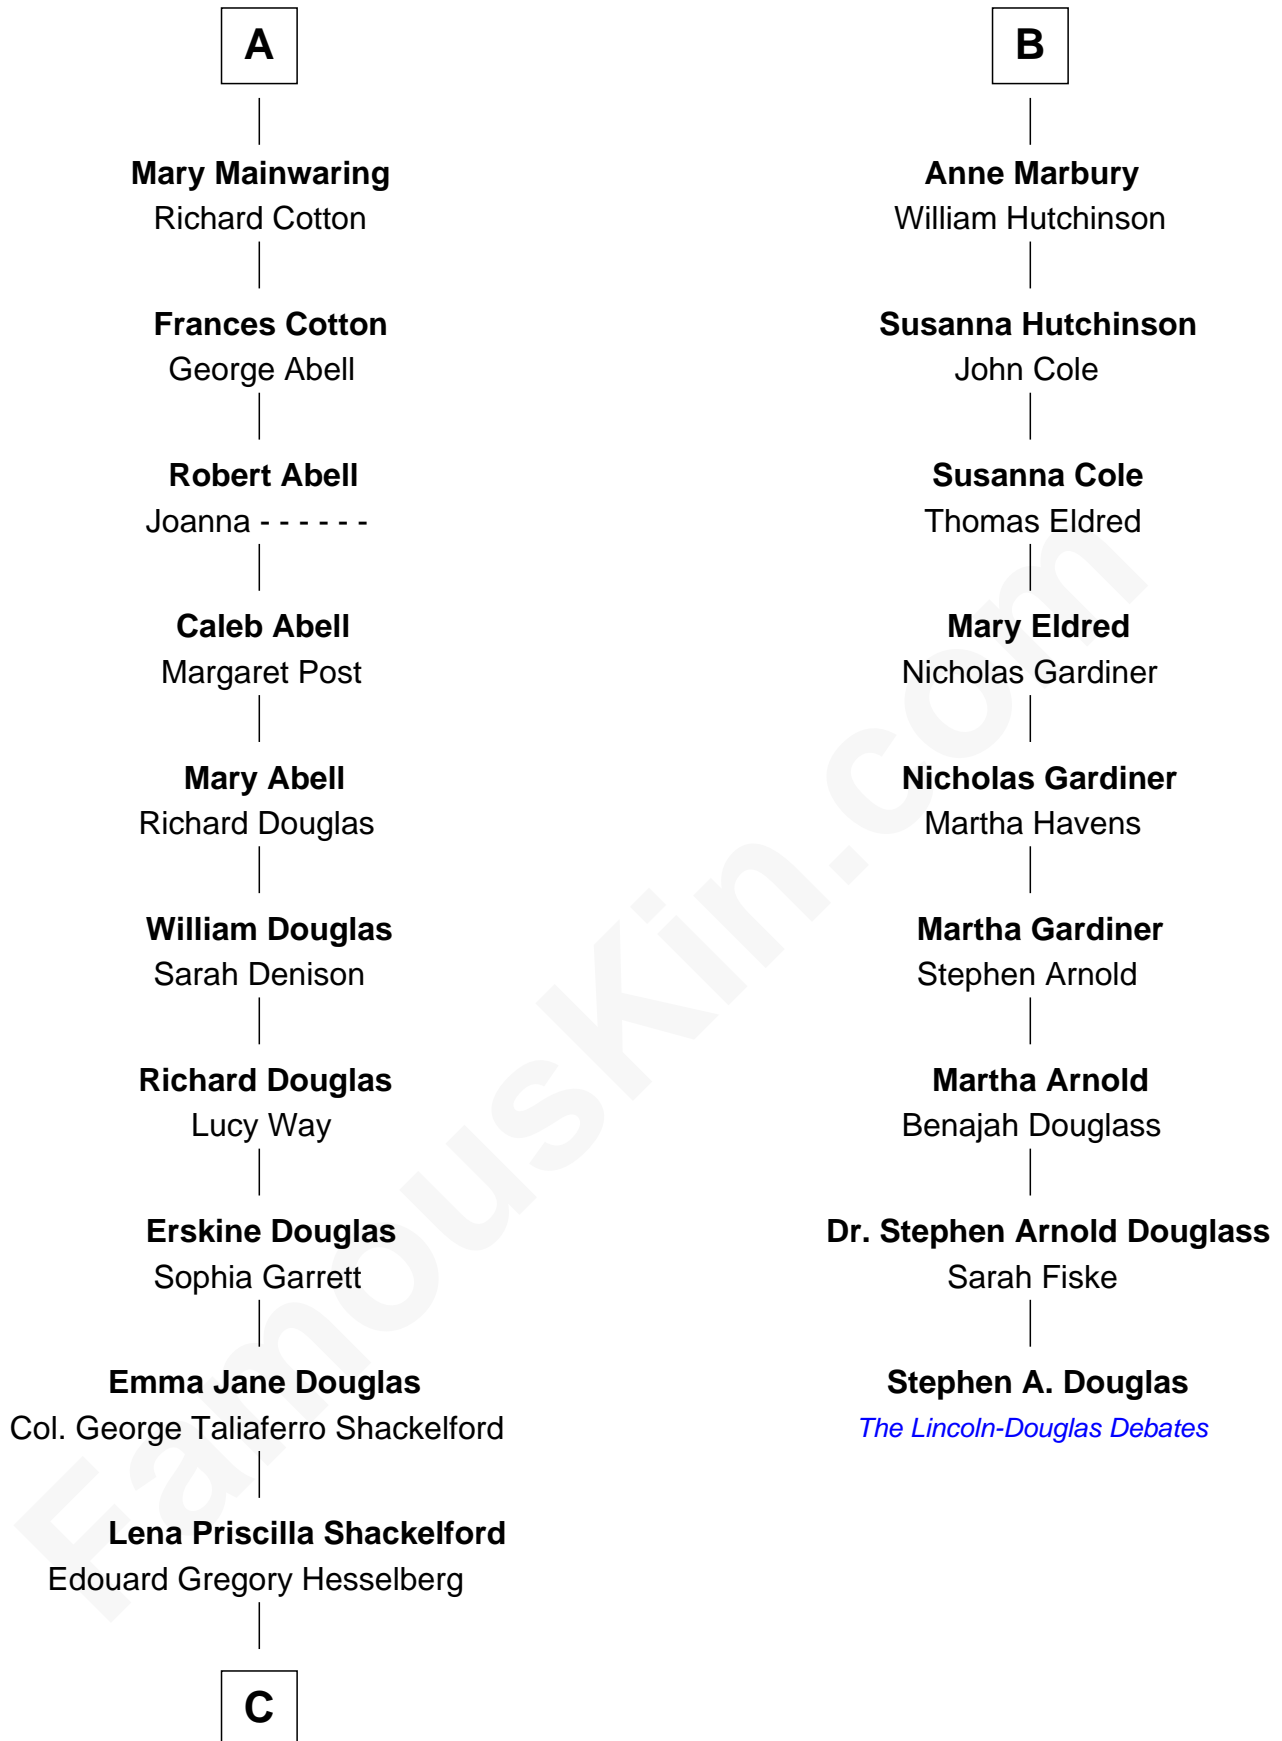 A
Mary Mainwaring
Richard Cotton
Frances Cotton
George Abell
Robert Abell
Joanna - - - - - -
Caleb Abell
Margaret Post
Mary Abell
Richard Douglas
William Douglas
Sarah Denison
Richard Douglas
Lucy Way
Erskine Douglas
Sophia Garrett
Emma Jane Douglas
Col. George Taliaferro Shackelford
Lena Priscilla Shackelford
Edouard Gregory Hesselberg
C
B
Anne Marbury
William Hutchinson
Susanna Hutchinson
John Cole
Susanna Cole
Thomas Eldred
Mary Eldred
Nicholas Gardiner
Nicholas Gardiner
Martha Havens
Martha Gardiner
Stephen Arnold
Martha Arnold
Benajah Douglass
Dr. Stephen Arnold Douglass
Sarah Fiske
Stephen A. Douglas
The Lincoln-Douglas Debates
FamousKin.com